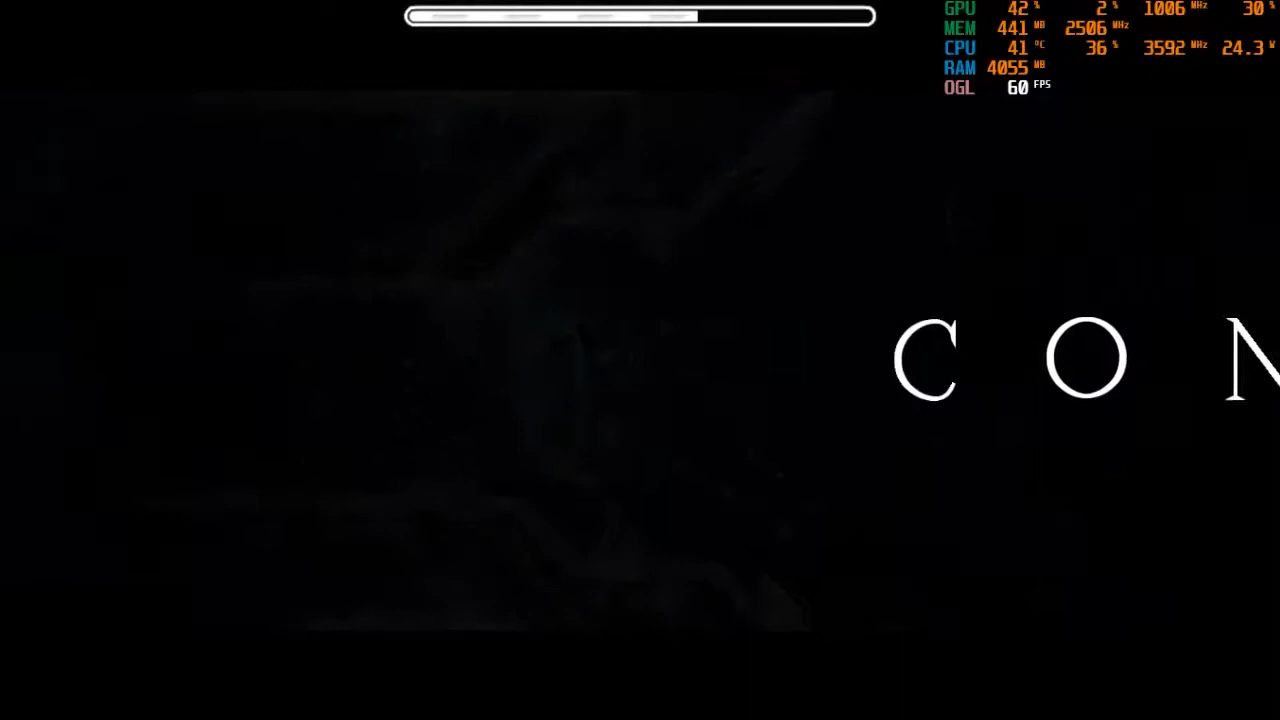 GPU 42 % 2 % 1006 MHz 30 %
MEM 441 MB 2506 MHz
CPU 41 °C 36 % 3592 MHz 24.3 W
RAM 4055 MB
OGL 60 FPS
C O N